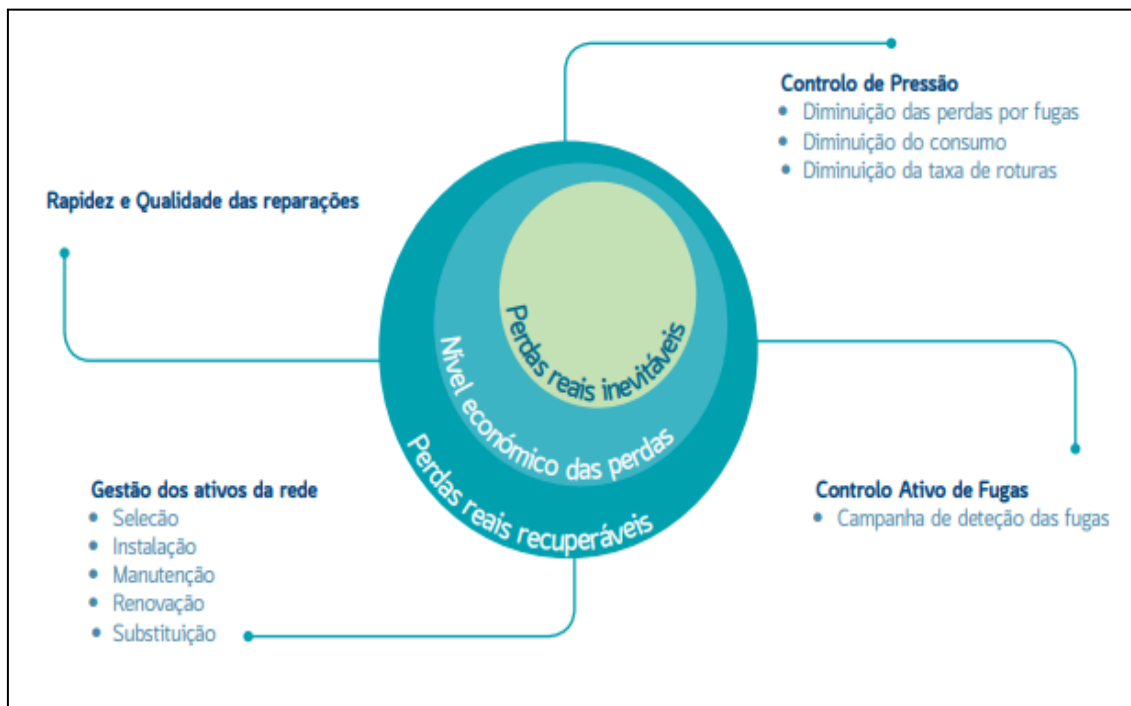 Controlo de Pressão
• Diminuição das perdas por fugas
• Diminuição do consumo
• Diminuição da taxa de roturas
Rapidez e Qualidade das reparações
Perdas reais inevitáveis
Nível económico das perdas
Perdas reais recuperáveis
Gestão dos ativos da rede
• Selecão
• Instalação
• Manutenção
• Renovação
• Substituição
Controlo Ativo de Fugas
• Campanha de deteção das fugas